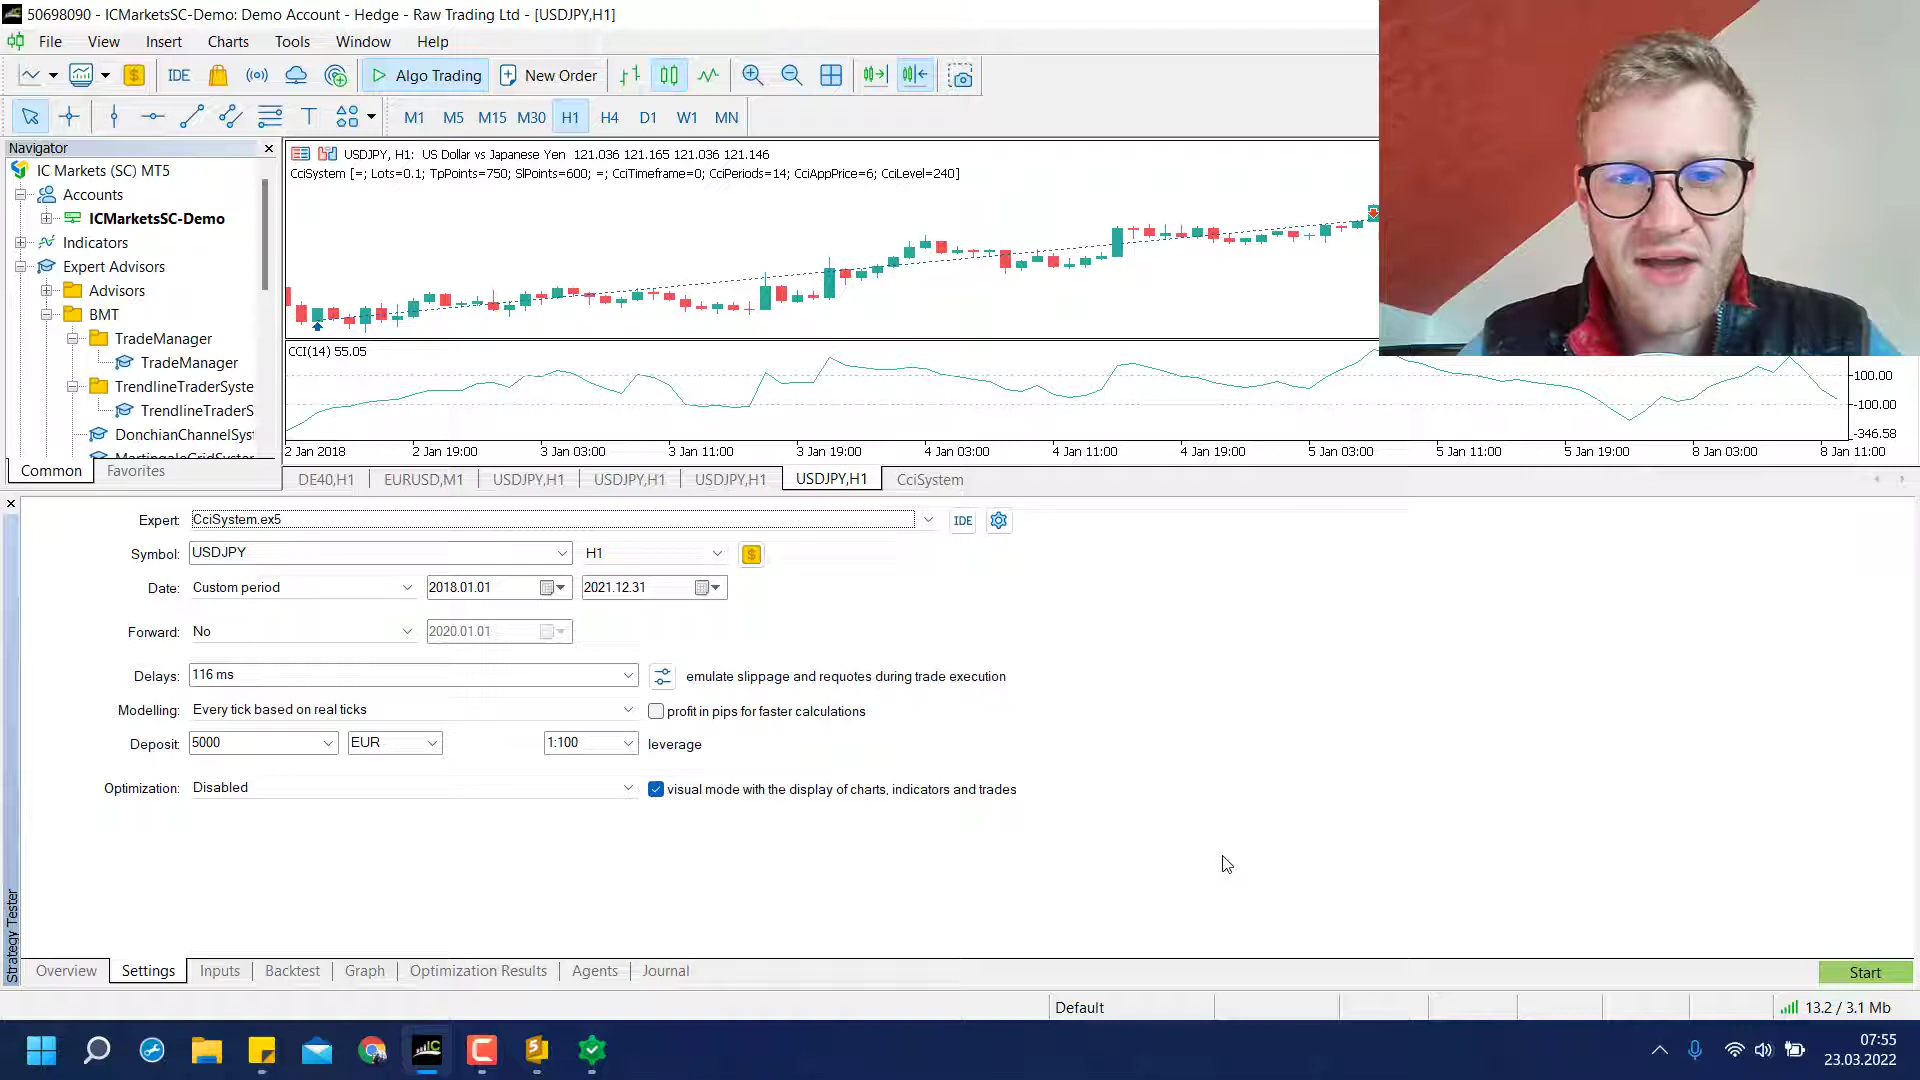 50698090 - ICMarketsSC-Demo: Demo Account - Hedge - Raw Trading Ltd - [USDJPY,H1]
File View Insert Charts Tools Window Help
IDE Algo Trading New Order
T M1 M5 M15 M30 H1 H4 D1 W1 MN
Navigator
IC Markets (SC) MT5
Accounts
ICMarketsSC-Demo
Indicators
Expert Advisors
Advisors
BMT
TradeManager
TradeManager
TrendlineTraderSyste
TrendlineTraderS
DonchianChannelSyst
MartingaleGridSystem
Common Favorites
USDJPY, H1: US Dollar vs Japanese Yen 121.036 121.165 121.036 121.146
CciSystem [=; Lots=0.1; TpPoints=750; SlPoints=600; =; CciTimeframe=0; CciPeriods=14; CciAppPrice=6; CciLevel=240]
CCI(14) 55.05
100.00
-100.00
-346.58
2 Jan 2018 2 Jan 19:00 3 Jan 03:00 3 Jan 11:00 3 Jan 19:00 4 Jan 03:00 4 Jan 11:00 4 Jan 19:00 5 Jan 03:00 5 Jan 11:00 5 Jan 19:00 8 Jan 03:00 8 Jan 11:00
DE40,H1 EURUSD,M1 USDJPY,H1 USDJPY,H1 USDJPY,H1 USDJPY,H1 CciSystem
Expert: CciSystem.ex5 IDE
Symbol: USDJPY H1
Date: Custom period 2018.01.01 2021.12.31
Forward: No 2020.01.01
Delays: 116 ms emulate slippage and requotes during trade execution
Modelling: Every tick based on real ticks profit in pips for faster calculations
Deposit: 5000 EUR 1:100 leverage
Optimization: Disabled visual mode with the display of charts, indicators and trades
Strategy Tester
Overview Settings Inputs Backtest Graph Optimization Results Agents Journal Start
Default 13.2 / 3.1 Mb
IC 5 07:55
23.03.2022